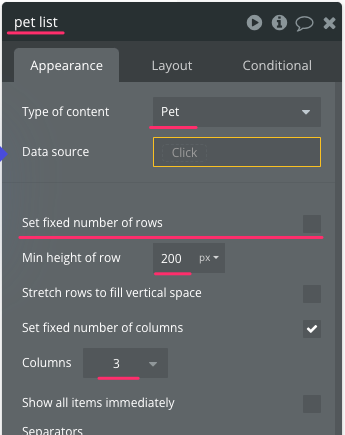 pet list
Appearance Layout Conditional
Type of content Pet
Data source Click
Set fixed number of rows
Min height of row 200 px
Stretch rows to fill vertical space
Set fixed number of columns
Columns 3
Show all items immediately
Separators